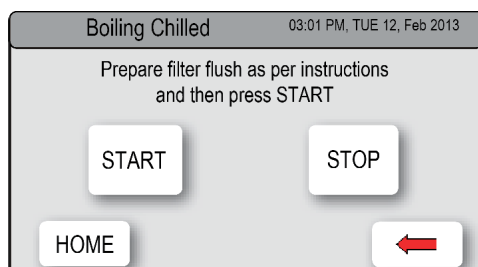 Boiling Chilled 03:01 PM, TUE 12, Feb 2013
Prepare filter flush as per instructions
and then press START
START STOP
HOME